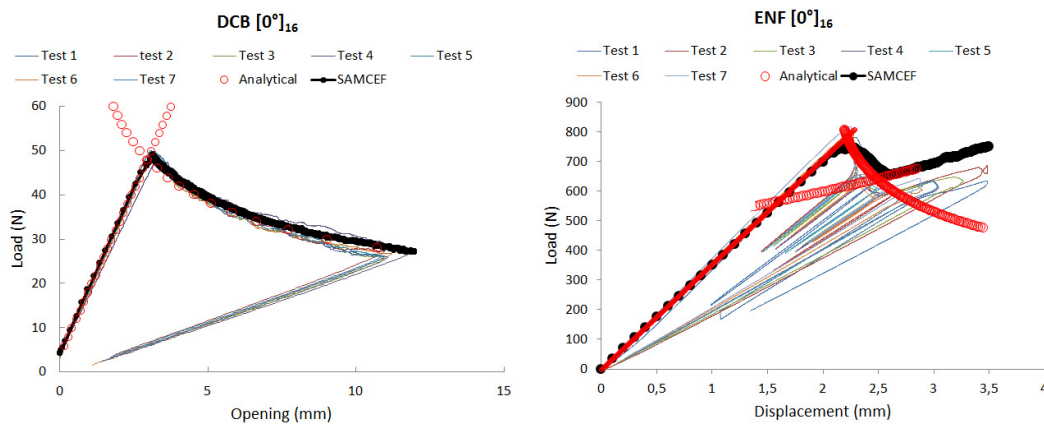 DCB [0°]16
Test 1 test 2 Test 3 Test 4 Test 5
Test 6 Test 7 Analytical SAMCEF
60
50
40
30
20
10
0
0 5 10 15
Load (N)
Opening (mm)
ENF [0°]16
Test 1 Test 2 Test 3 Test 4 Test 5
Test 6 Test 7 Analytical SAMCEF
900
800
700
600
500
400
300
200
100
0
0 0,5 1 1,5 2 2,5 3 3,5 4
Load (N)
Displacement (mm)